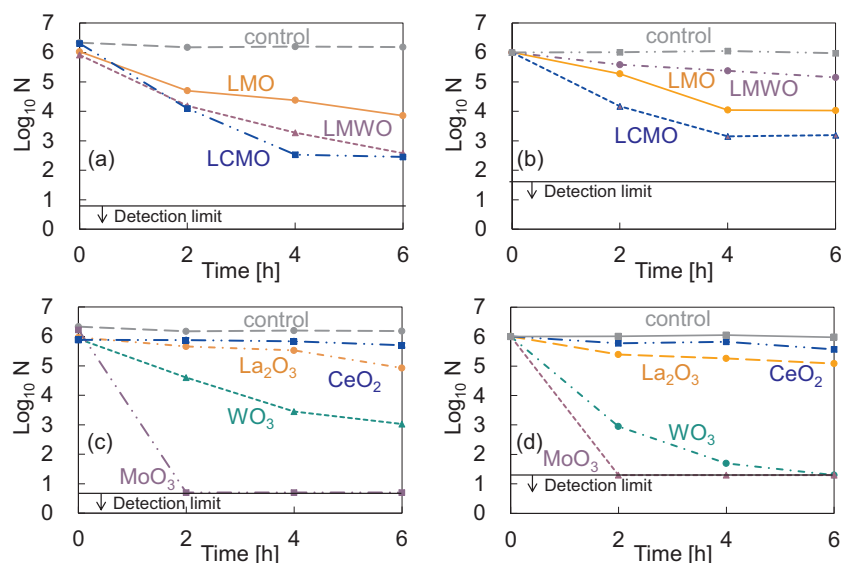 7
6
5
4
3
2
1
0
Log₁₀ N
control
LMO
LMWO
LCMO
(a)
Detection limit
0 2 4 6
Time [h]
7
6
5
4
3
2
1
0
Log₁₀ N
control
LMO
LMWO
LCMO
(b)
Detection limit
0 2 4 6
Time [h]
7
6
5
4
3
2
1
0
Log₁₀ N
control
La₂O₃
CeO₂
WO₃
(c)
MoO₃
Detection limit
0 2 4 6
Time [h]
7
6
5
4
3
2
1
0
Log₁₀ N
control
La₂O₃
CeO₂
WO₃
(d)
MoO₃
Detection limit
0 2 4 6
Time [h]